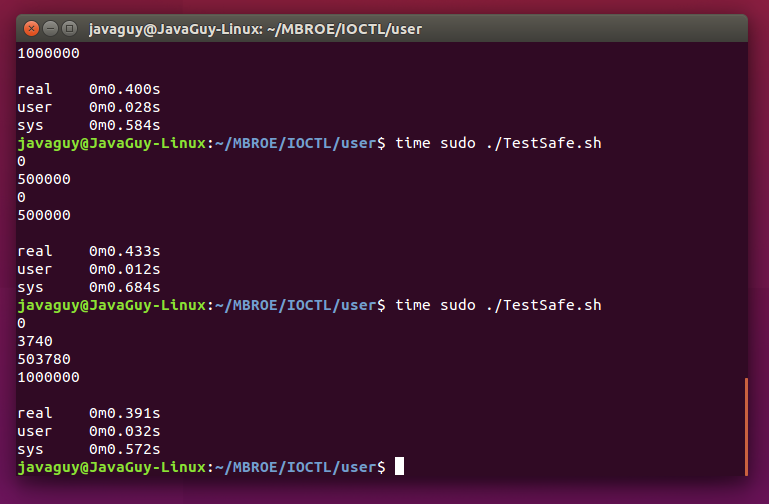 javaguy@JavaGuy-Linux: ~/MBROE/IOCTL/user
1000000
real 0m0.400s
user 0m0.028s
sys 0m0.584s
javaguy@JavaGuy-Linux:~/MBROE/IOCTL/user$ time sudo ./TestSafe.sh
0
500000
0
500000
real 0m0.433s
user 0m0.012s
sys 0m0.684s
javaguy@JavaGuy-Linux:~/MBROE/IOCTL/user$ time sudo ./TestSafe.sh
0
3740
503780
1000000
real 0m0.391s
user 0m0.032s
sys 0m0.572s
javaguy@JavaGuy-Linux:~/MBROE/IOCTL/user$